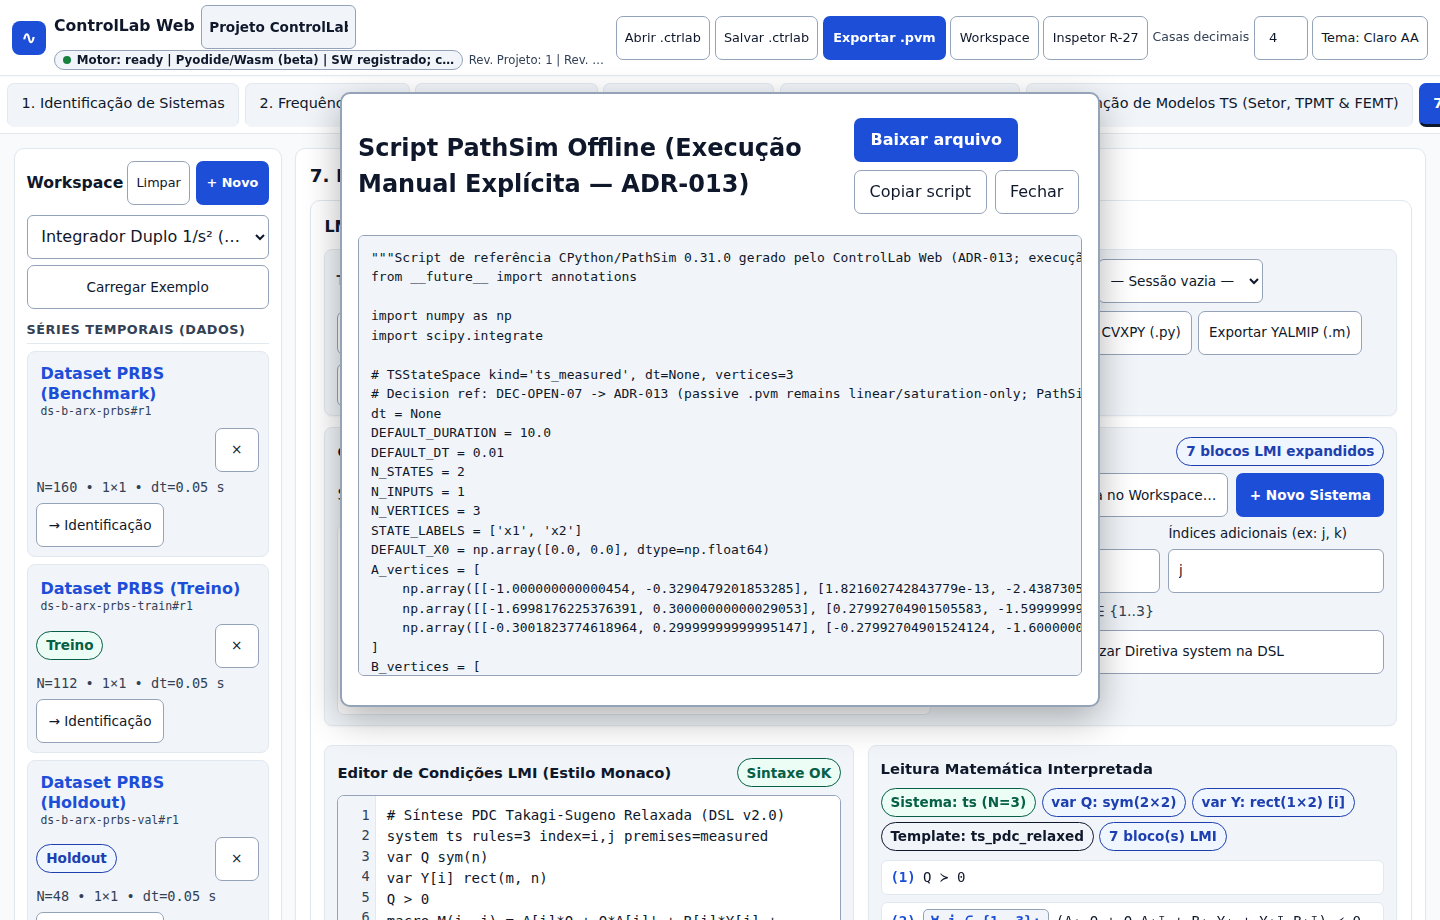 ∿
ControlLab Web
Projeto ControlLab
Motor: ready | Pyodide/Wasm (beta) | SW registrado; c…
Rev. Projeto: 1 | Rev. …
Abrir .ctrlab
Salvar .ctrlab
Exportar .pvm
Workspace
Inspetor R-27
Casas decimais
4
Tema: Claro AA
1. Identificação de Sistemas
2. Frequênc
nção de Modelos TS (Setor, TPMT & FEMT)
7
Workspace
Limpar
+ Novo
Integrador Duplo 1/s² (…
Carregar Exemplo
SÉRIES TEMPORAIS (DADOS)
Dataset PRBS
(Benchmark)
ds-b-arx-prbs#r1
×
N=160 • 1×1 • dt=0.05 s
→ Identificação
Dataset PRBS (Treino)
ds-b-arx-prbs-train#r1
Treino
×
N=112 • 1×1 • dt=0.05 s
→ Identificação
Dataset PRBS
(Holdout)
ds-b-arx-prbs-val#r1
Holdout
×
N=48 • 1×1 • dt=0.05 s
7.
Script PathSim Offline (Execução
Manual Explícita — ADR-013)
Baixar arquivo
Copiar script
Fechar
"""Script de referência CPython/PathSim 0.31.0 gerado pelo ControlLab Web (ADR-013; execuçã
from __future__ import annotations
import numpy as np
import scipy.integrate
# TSStateSpace kind='ts_measured', dt=None, vertices=3
# Decision ref: DEC-OPEN-07 -> ADR-013 (passive .pvm remains linear/saturation-only; PathSi
dt = None
DEFAULT_DURATION = 10.0
DEFAULT_DT = 0.01
N_STATES = 2
N_INPUTS = 1
N_VERTICES = 3
STATE_LABELS = ['x1', 'x2']
DEFAULT_X0 = np.array([0.0, 0.0], dtype=np.float64)
A_vertices = [
    np.array([[-1.000000000000454, -0.3290479201853285], [1.821602742843779e-13, -2.4387305
    np.array([[-1.6998176225376391, 0.30000000000029053], [0.27992704901505583, -1.59999999
    np.array([[-0.3001823774618964, 0.29999999999995147], [-0.27992704901524124, -1.6000000
]
B_vertices = [
— Sessão vazia —
CVXPY (.py)
Exportar YALMIP (.m)
7 blocos LMI expandidos
a no Workspace…
+ Novo Sistema
Índices adicionais (ex: j, k)
j
∈ {1..3}
zar Diretiva system na DSL
Editor de Condições LMI (Estilo Monaco)
Sintaxe OK
1 # Síntese PDC Takagi-Sugeno Relaxada (DSL v2.0)
2 system ts rules=3 index=i,j premises=measured
3 var Q sym(n)
4 var Y[i] rect(m, n)
5 Q > 0
6
Leitura Matemática Interpretada
Sistema: ts (N=3)
var Q: sym(2×2)
var Y: rect(1×2) [i]
Template: ts_pdc_relaxed
7 bloco(s) LMI
(1) Q ≻ 0